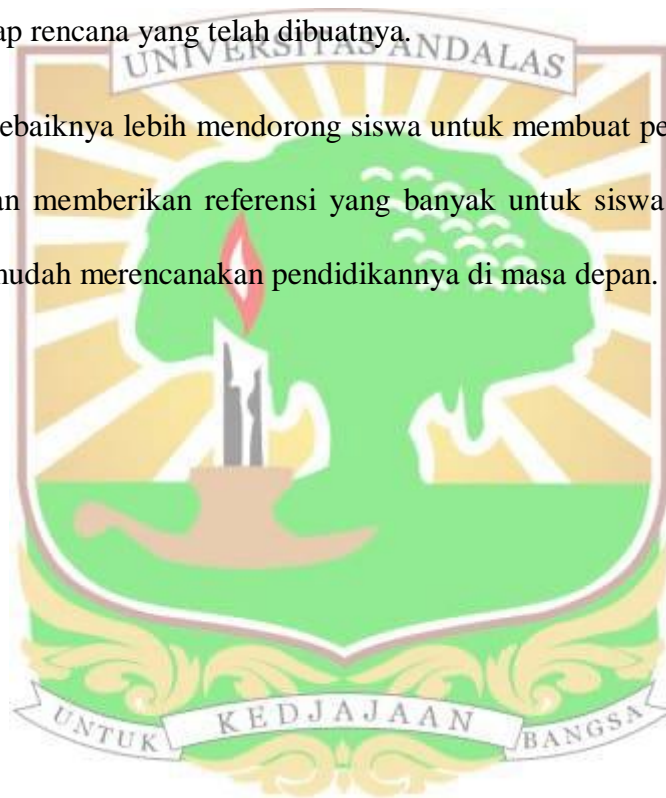 ap rencana yang telah dibuatnya.
UNIVERSITAS ANDALAS
ebaiknya lebih mendorong siswa untuk membuat pe
an memberikan referensi yang banyak untuk siswa
mudah merencanakan pendidikannya di masa depan.
UNTUK KEDJAJAAN BANGSA